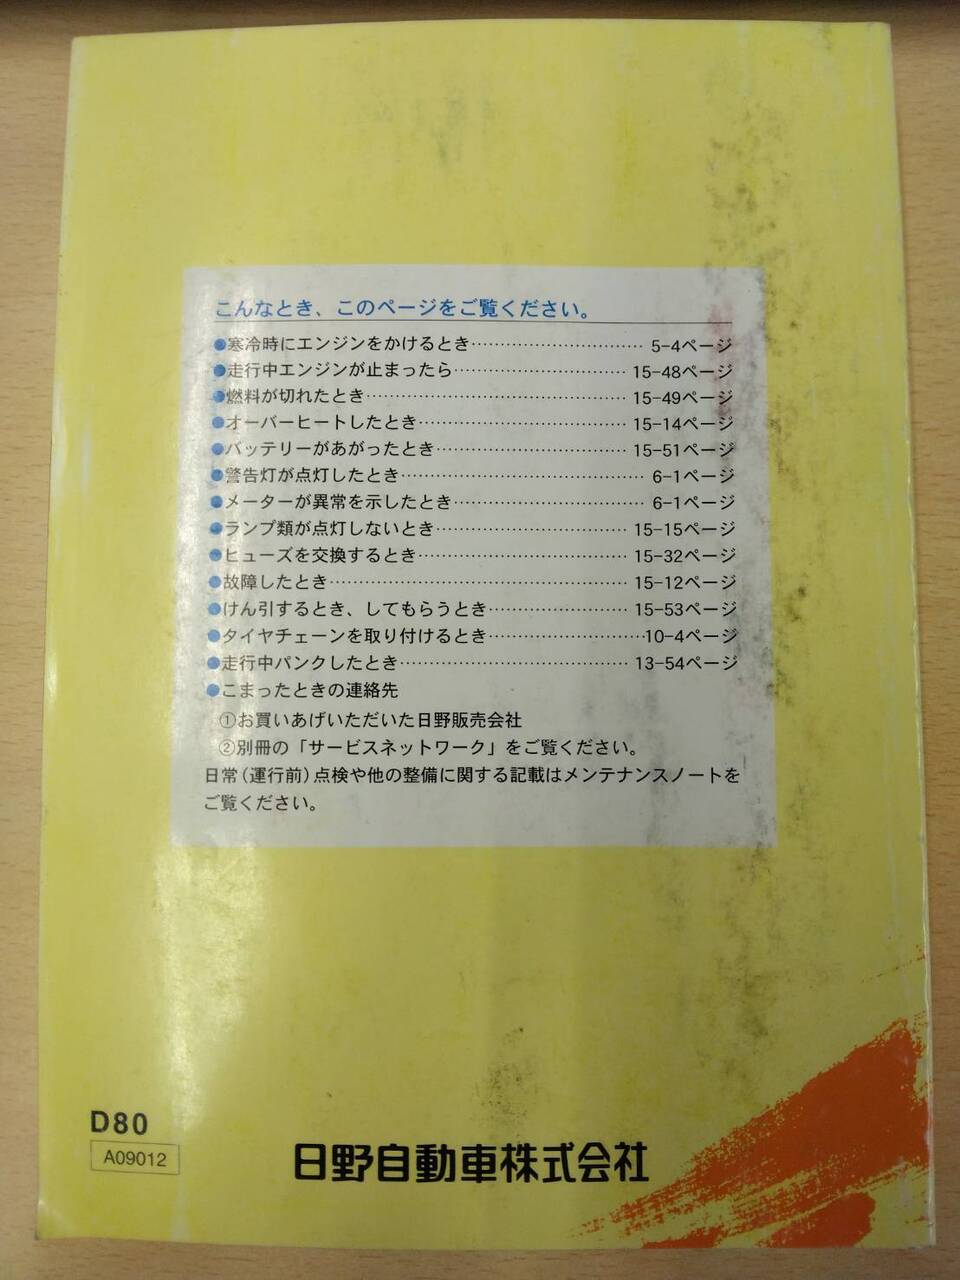 こんなとき、このページをご覧ください。
●寒冷時にエンジンをかけるとき…………………………5-4ページ
●走行中エンジンが止まったら…………………………15-48ページ
●燃料が切れたとき…………………………15-49ページ
●オーバーヒートしたとき…………………………15-14ページ
●バッテリーがあがったとき…………………………15-51ページ
●警告灯が点灯したとき…………………………6-1ページ
●メーターが異常を示したとき…………………………6-1ページ
●ランプ類が点灯しないとき…………………………15-15ページ
●ヒューズを交換するとき…………………………15-32ページ
●故障したとき…………………………15-12ページ
●けん引するとき、してもらうとき…………………………15-53ページ
●タイヤチェーンを取り付けるとき…………………………10-4ページ
●走行中パンクしたとき…………………………13-54ページ
●こまったときの連絡先
①お買いあげいただいた日野販売会社
②別冊の「サービスネットワーク」をご覧ください。
日常(運行前)点検や他の整備に関する記載はメンテナンスノートを
ご覧ください。
D80
A09012
日野自動車株式会社